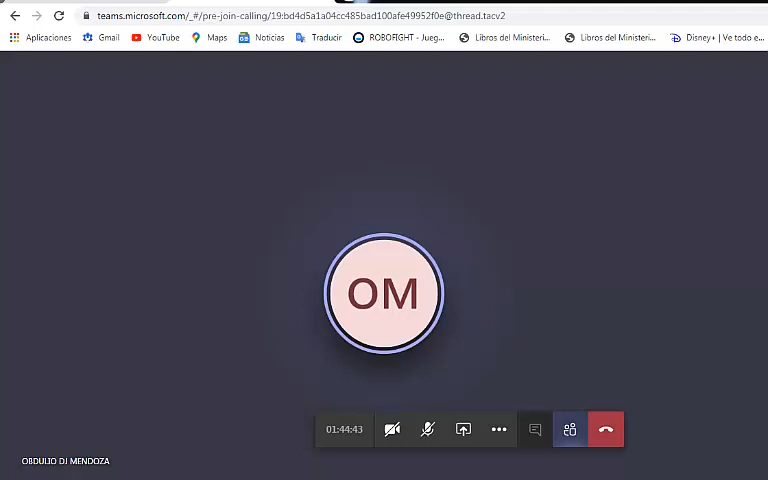 teams.microsoft.com/_#/pre-join-calling/19:bd4d5a1a04cc485bad100afe49952f0e@thread.tacv2
Aplicaciones Gmail YouTube Maps Noticias Traducir ROBOFIGHT - Jueg... Libros del Ministeri... Libros del Ministeri... Disney+ | Ve todo e...
OM
01:44:43
OBDULIO DJ MENDOZA